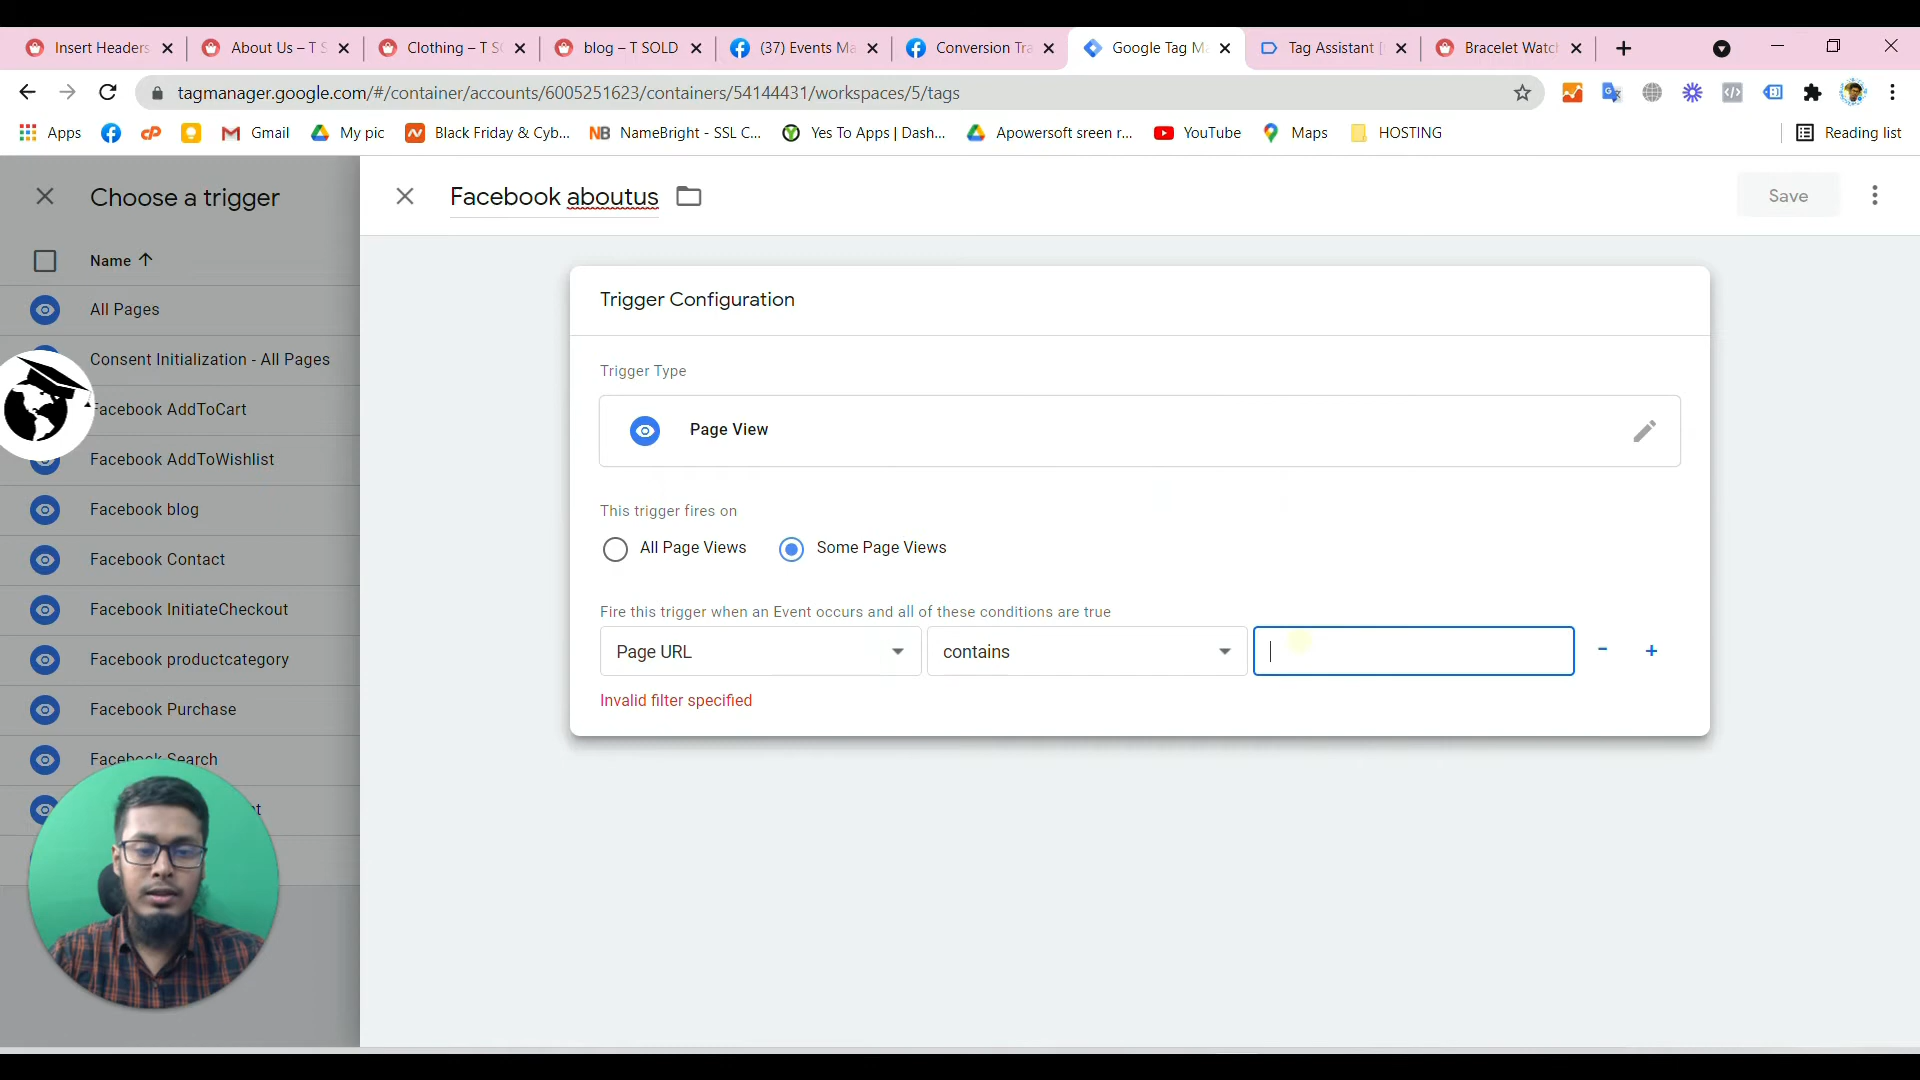 Insert Headers
About Us – T S
Clothing – T S
blog – T SOLD
(37) Events Ma
Conversion Tra
Google Tag Ma
Tag Assistant [
Bracelet Watch
tagmanager.google.com/#/container/accounts/6005251623/containers/54144431/workspaces/5/tags
Apps
Gmail
My pic
Black Friday & Cyb...
NB
NameBright - SSL C...
Yes To Apps | Dash...
Apowersoft sreen r...
YouTube
Maps
HOSTING
Reading list
Choose a trigger
Facebook aboutus
Save
Name
All Pages
Consent Initialization - All Pages
Facebook AddToCart
Facebook AddToWishlist
Facebook blog
Facebook Contact
Facebook InitiateCheckout
Facebook productcategory
Facebook Purchase
Facebook Search
Trigger Configuration
Trigger Type
Page View
This trigger fires on
All Page Views
Some Page Views
Fire this trigger when an Event occurs and all of these conditions are true
Page URL
contains
- +
Invalid filter specified